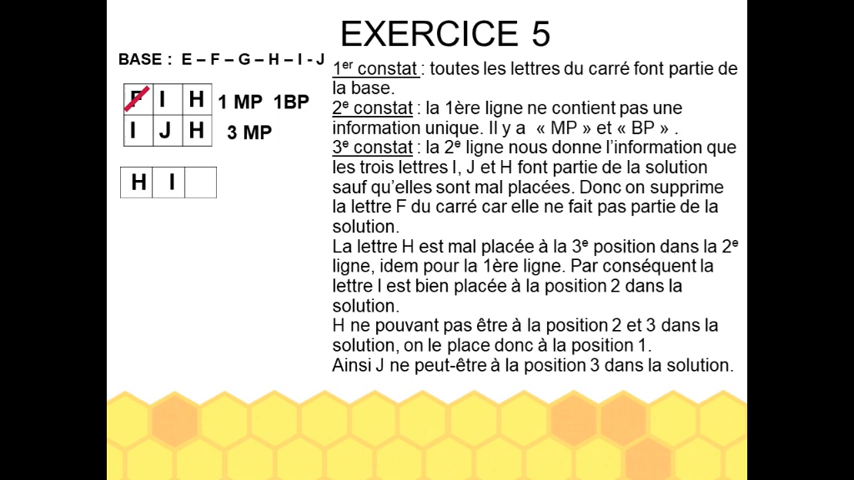 EXERCICE 5
BASE : E – F – G – H – I - J
F I H 1 MP 1BP
I J H 3 MP
H I
1er constat : toutes les lettres du carré font partie de
la base.
2e constat : la 1ère ligne ne contient pas une
information unique. Il y a « MP » et « BP » .
3e constat : la 2e ligne nous donne l’information que
les trois lettres I, J et H font partie de la solution
sauf qu’elles sont mal placées. Donc on supprime
la lettre F du carré car elle ne fait pas partie de la
solution.
La lettre H est mal placée à la 3e position dans la 2e
ligne, idem pour la 1ère ligne. Par conséquent la
lettre I est bien placée à la position 2 dans la
solution.
H ne pouvant pas être à la position 2 et 3 dans la
solution, on le place donc à la position 1.
Ainsi J ne peut-être à la position 3 dans la solution.